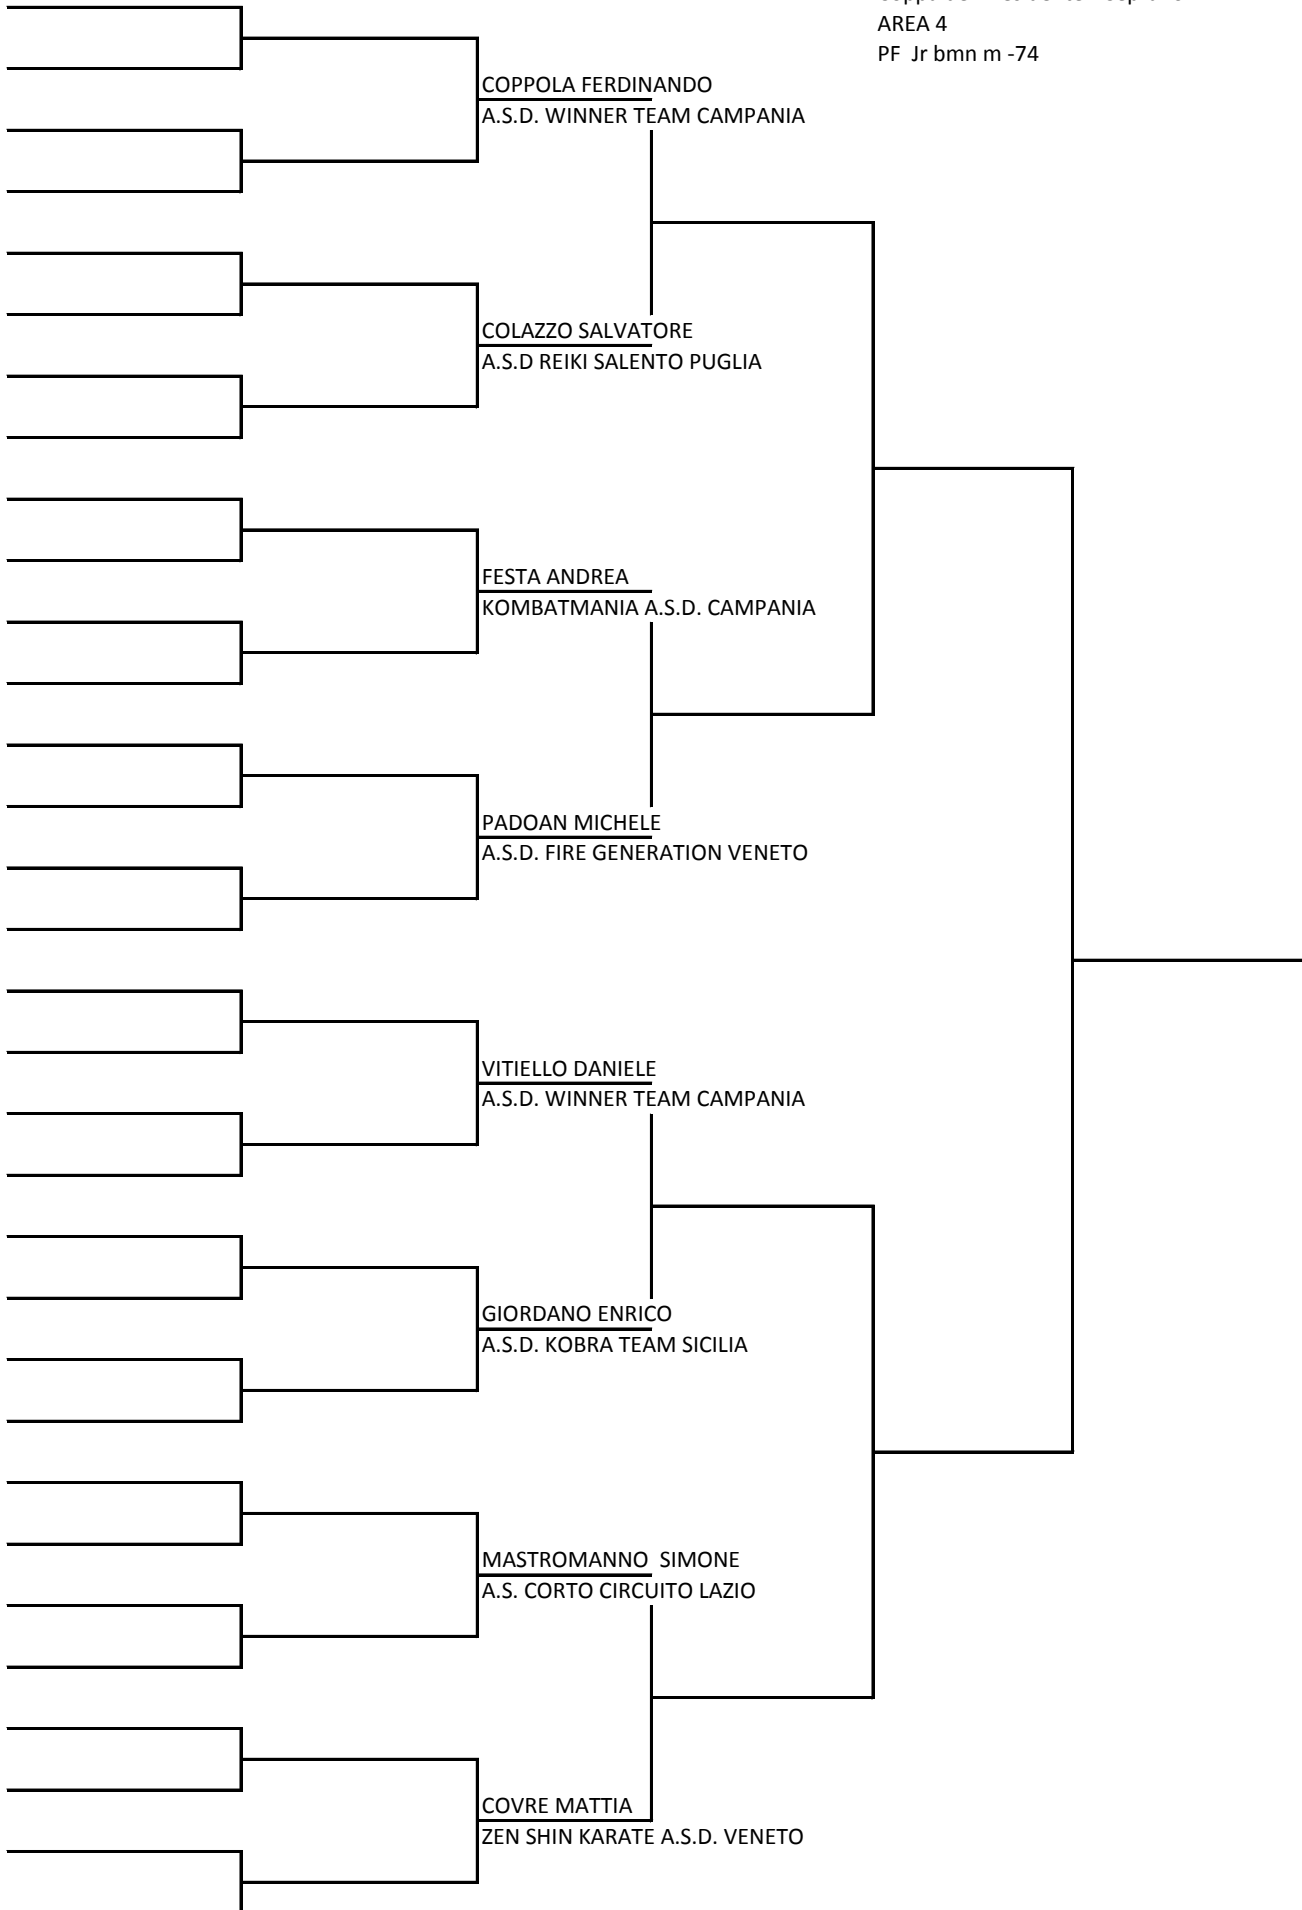 AREA 4
PF Jr bmn m -74
COPPOLA FERDINANDO
A.S.D. WINNER TEAM CAMPANIA
COLAZZO SALVATORE
A.S.D REIKI SALENTO PUGLIA
FESTA ANDREA
KOMBATMANIA A.S.D. CAMPANIA
PADOAN MICHELE
A.S.D. FIRE GENERATION VENETO
VITIELLO DANIELE
A.S.D. WINNER TEAM CAMPANIA
GIORDANO ENRICO
A.S.D. KOBRA TEAM SICILIA
MASTROMANNO SIMONE
A.S. CORTO CIRCUITO LAZIO
COVRE MATTIA
ZEN SHIN KARATE A.S.D. VENETO